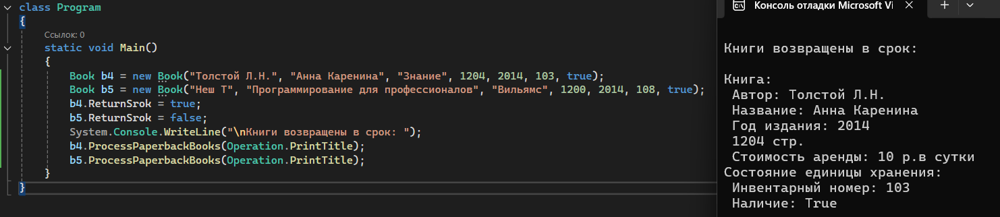 class Program
{
Ссылок: 0
static void Main()
{
Book b4 = new Book("Толстой Л.Н.", "Анна Каренина", "Знание", 1204, 2014, 103, true);
Book b5 = new Book("Неш Т", "Программирование для профессионалов", "Вильямс", 1200, 2014, 108, true);
b4.ReturnSrok = true;
b5.ReturnSrok = false;
System.Console.WriteLine("\nКниги возвращены в срок: ");
b4.ProcessPaperbackBooks(Operation.PrintTitle);
b5.ProcessPaperbackBooks(Operation.PrintTitle);
}
}
Консоль отладки Microsoft Vi
Книги возвращены в срок:
Книга:
Автор: Толстой Л.Н.
Название: Анна Каренина
Год издания: 2014
1204 стр.
Стоимость аренды: 10 р.в сутки
Состояние единицы хранения:
Инвентарный номер: 103
Наличие: True